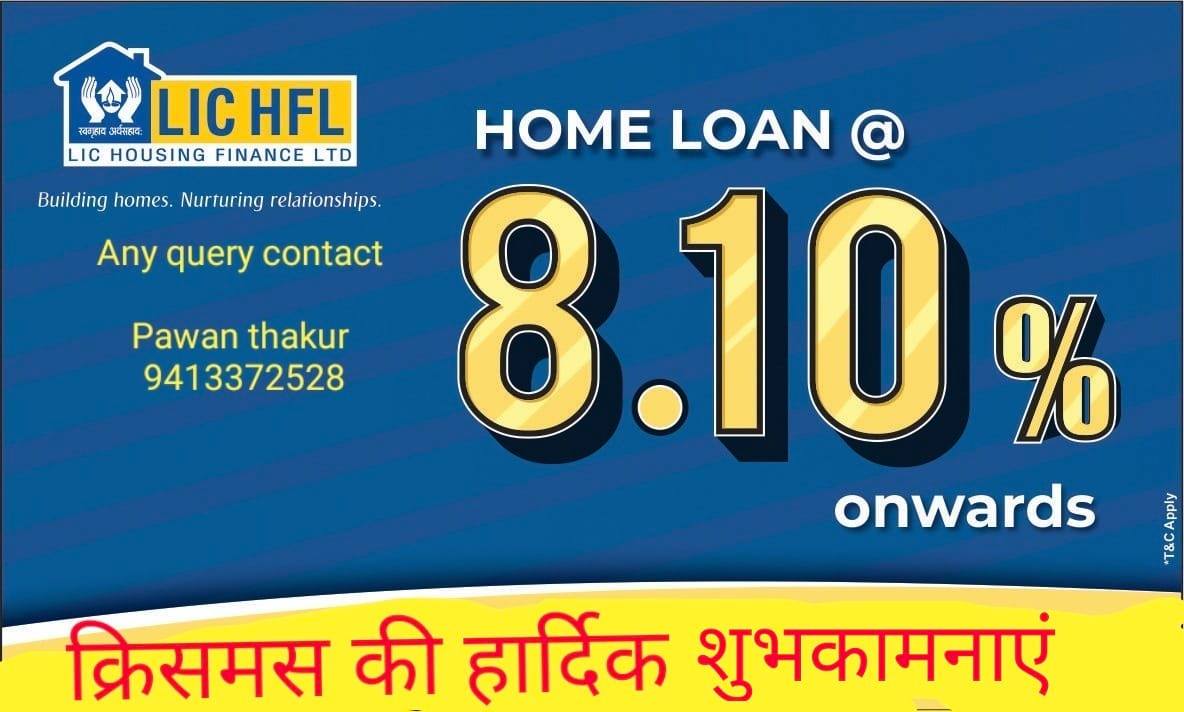 स्वगृहाय अर्थसहाय:
LIC HFL
LIC HOUSING FINANCE LTD
Building homes. Nurturing relationships.
Any query contact
Pawan thakur
9413372528
HOME LOAN @
8.10%
onwards
*T&C Apply
क्रिसमस की हार्दिक शुभकामनाएं